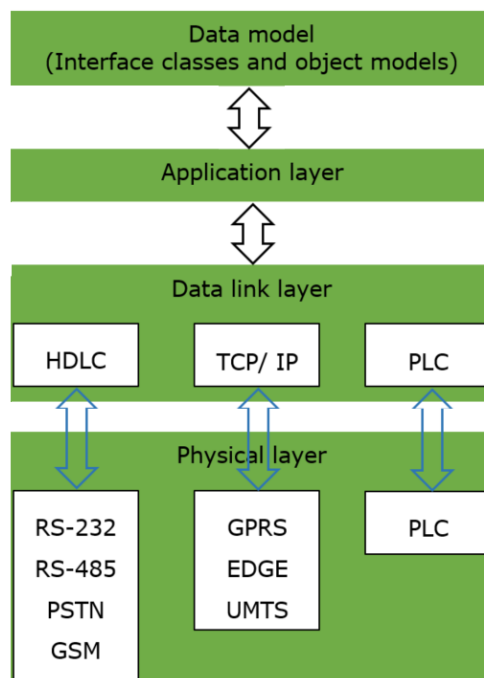 Data model
(Interface classes and object models)
Application layer
Data link layer
HDLC
TCP/ IP
PLC
Physical layer
RS-232
RS-485
PSTN
GSM
GPRS
EDGE
UMTS
PLC